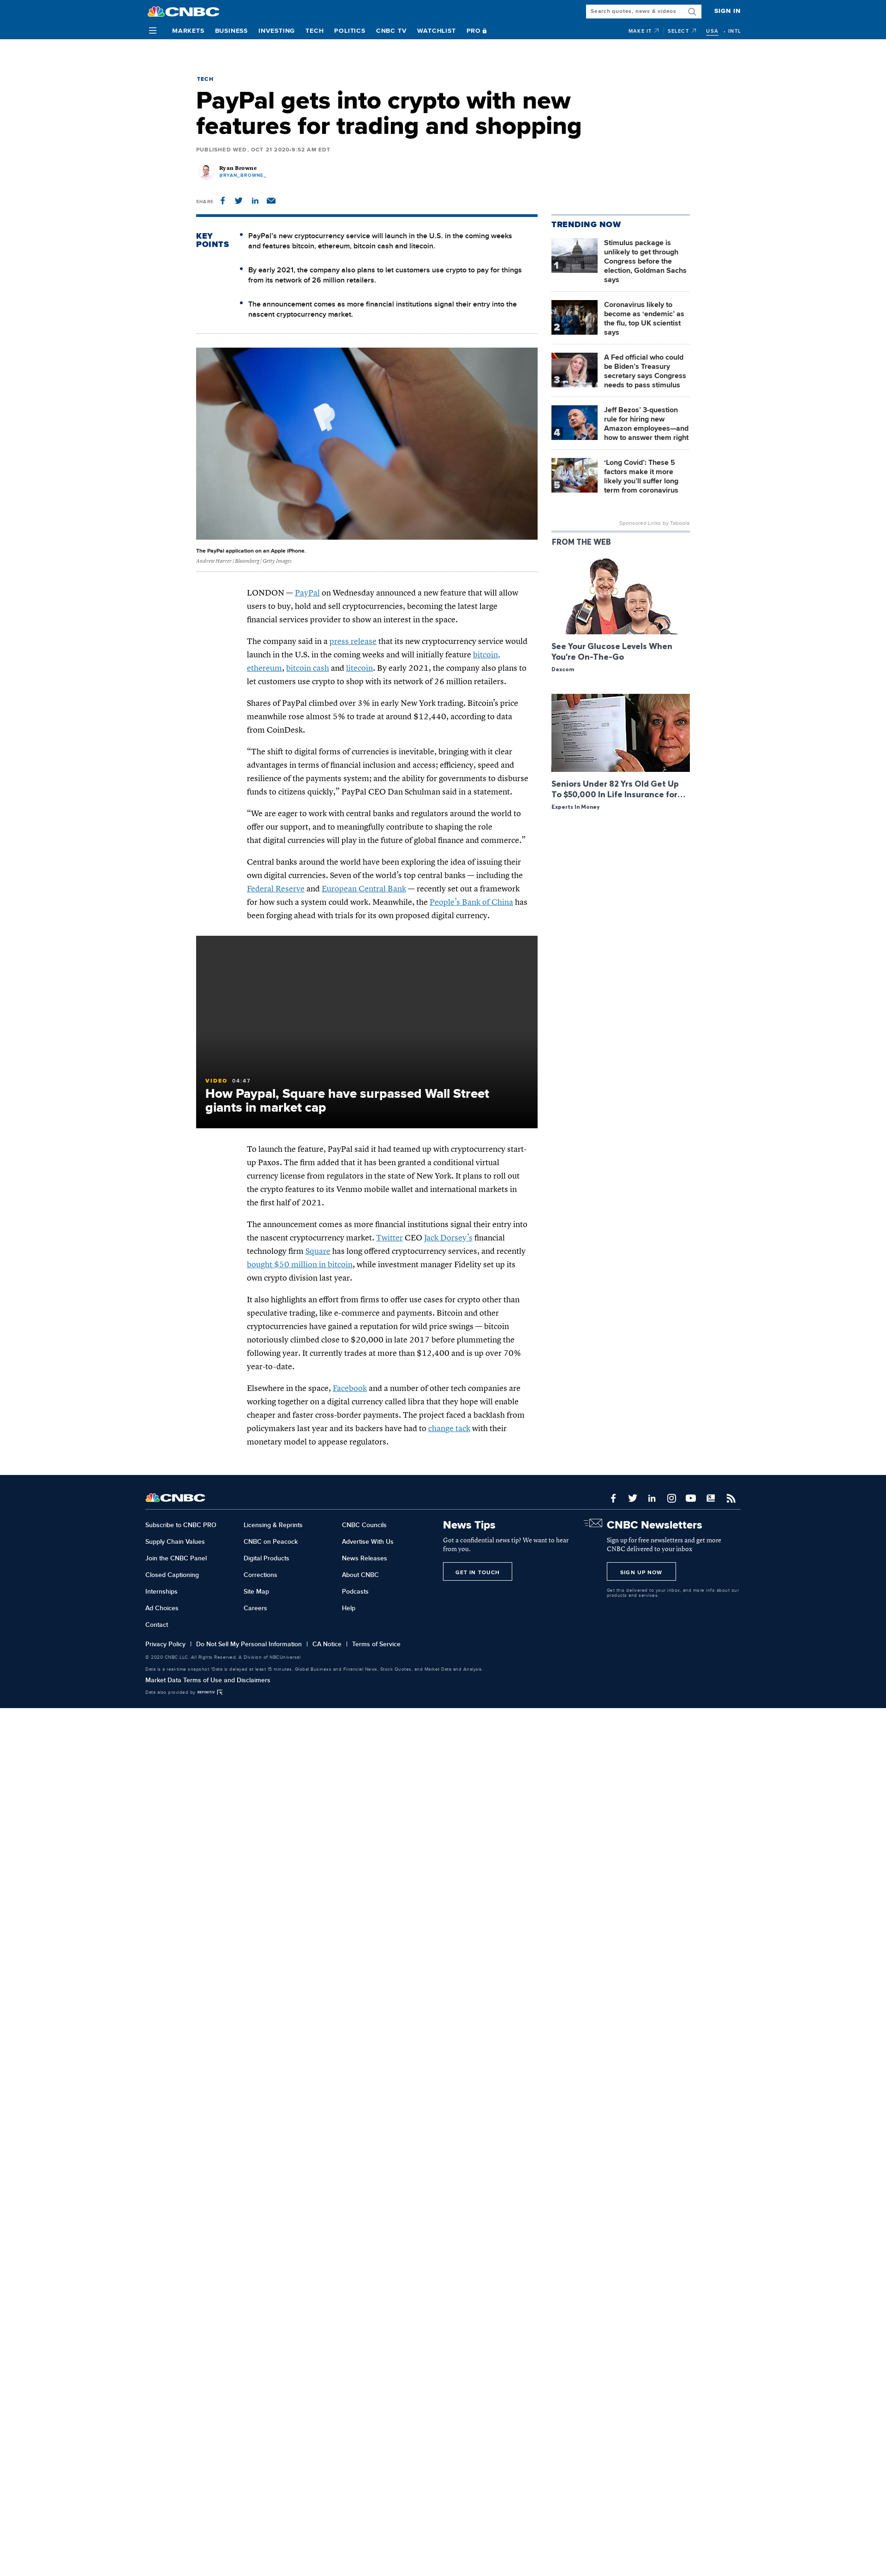 CNBC
Search quotes, news & videos
SIGN IN
MARKETS
BUSINESS
INVESTING
TECH
POLITICS
CNBC TV
WATCHLIST
PRO
MAKE IT
SELECT
USA
INTL
TECH
PayPal gets into crypto with new
features for trading and shopping
PUBLISHED WED, OCT 21 2020•9:52 AM EDT
Ryan Browne
@RYAN_BROWNE_
SHARE
KEY
POINTS
PayPal’s new cryptocurrency service will launch in the U.S. in the coming weeks
and features bitcoin, ethereum, bitcoin cash and litecoin.
By early 2021, the company also plans to let customers use crypto to pay for things
from its network of 26 million retailers.
The announcement comes as more financial institutions signal their entry into the
nascent cryptocurrency market.
The PayPal application on an Apple iPhone.
Andrew Harrer | Bloomberg | Getty Images
LONDON — PayPal on Wednesday announced a new feature that will allow
users to buy, hold and sell cryptocurrencies, becoming the latest large
financial services provider to show an interest in the space.
The company said in a press release that its new cryptocurrency service would
launch in the U.S. in the coming weeks and will initially feature bitcoin,
ethereum, bitcoin cash and litecoin. By early 2021, the company also plans to
let customers use crypto to shop with its network of 26 million retailers.
Shares of PayPal climbed over 3% in early New York trading. Bitcoin’s price
meanwhile rose almost 5% to trade at around $12,440, according to data
from CoinDesk.
“The shift to digital forms of currencies is inevitable, bringing with it clear
advantages in terms of financial inclusion and access; efficiency, speed and
resilience of the payments system; and the ability for governments to disburse
funds to citizens quickly,” PayPal CEO Dan Schulman said in a statement.
“We are eager to work with central banks and regulators around the world to
offer our support, and to meaningfully contribute to shaping the role
that digital currencies will play in the future of global finance and commerce.”
Central banks around the world have been exploring the idea of issuing their
own digital currencies. Seven of the world’s top central banks — including the
Federal Reserve and European Central Bank — recently set out a framework
for how such a system could work. Meanwhile, the People’s Bank of China has
been forging ahead with trials for its own proposed digital currency.
VIDEO 04:47
How Paypal, Square have surpassed Wall Street
giants in market cap
To launch the feature, PayPal said it had teamed up with cryptocurrency start-
up Paxos. The firm added that it has been granted a conditional virtual
currency license from regulators in the state of New York. It plans to roll out
the crypto features to its Venmo mobile wallet and international markets in
the first half of 2021.
The announcement comes as more financial institutions signal their entry into
the nascent cryptocurrency market. Twitter CEO Jack Dorsey’s financial
technology firm Square has long offered cryptocurrency services, and recently
bought $50 million in bitcoin, while investment manager Fidelity set up its
own crypto division last year.
It also highlights an effort from firms to offer use cases for crypto other than
speculative trading, like e-commerce and payments. Bitcoin and other
cryptocurrencies have gained a reputation for wild price swings — bitcoin
notoriously climbed close to $20,000 in late 2017 before plummeting the
following year. It currently trades at more than $12,400 and is up over 70%
year-to-date.
Elsewhere in the space, Facebook and a number of other tech companies are
working together on a digital currency called libra that they hope will enable
cheaper and faster cross-border payments. The project faced a backlash from
policymakers last year and its backers have had to change tack with their
monetary model to appease regulators.
TRENDING NOW
1
Stimulus package is
unlikely to get through
Congress before the
election, Goldman Sachs
says
2
Coronavirus likely to
become as ‘endemic’ as
the flu, top UK scientist
says
3
A Fed official who could
be Biden’s Treasury
secretary says Congress
needs to pass stimulus
4
Jeff Bezos’ 3-question
rule for hiring new
Amazon employees—and
how to answer them right
5
‘Long Covid’: These 5
factors make it more
likely you’ll suffer long
term from coronavirus
Sponsored Links by Taboola
FROM THE WEB
See Your Glucose Levels When
You're On-The-Go
Dexcom
Seniors Under 82 Yrs Old Get Up
To $50,000 In Life Insurance for…
Experts In Money
CNBC
Subscribe to CNBC PRO
Supply Chain Values
Join the CNBC Panel
Closed Captioning
Internships
Ad Choices
Contact
Licensing & Reprints
CNBC on Peacock
Digital Products
Corrections
Site Map
Careers
CNBC Councils
Advertise With Us
News Releases
About CNBC
Podcasts
Help
News Tips
Got a confidential news tip? We want to hear
from you.
GET IN TOUCH
CNBC Newsletters
Sign up for free newsletters and get more
CNBC delivered to your inbox
SIGN UP NOW
Get this delivered to your inbox, and more info about our
products and services.
Privacy Policy | Do Not Sell My Personal Information | CA Notice | Terms of Service
© 2020 CNBC LLC. All Rights Reserved. A Division of NBCUniversal
Data is a real-time snapshot *Data is delayed at least 15 minutes. Global Business and Financial News, Stock Quotes, and Market Data and Analysis.
Market Data Terms of Use and Disclaimers
Data also provided by REFINITIV